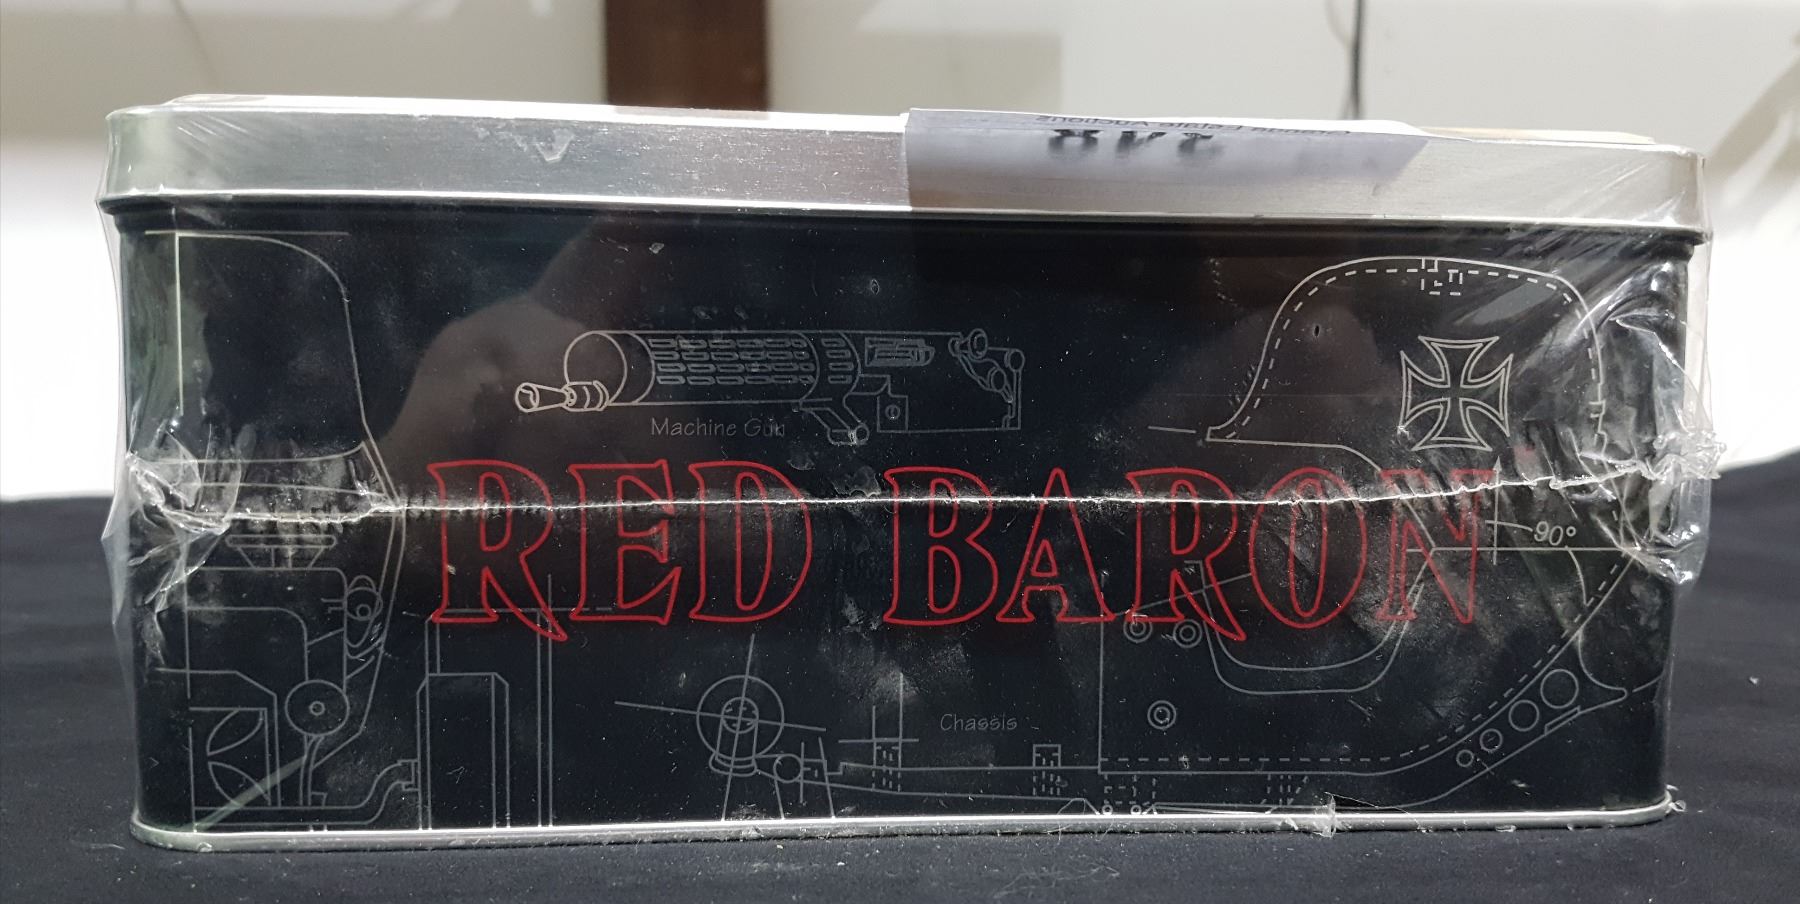 Machine Gun
RED BARON
90°
Chassis